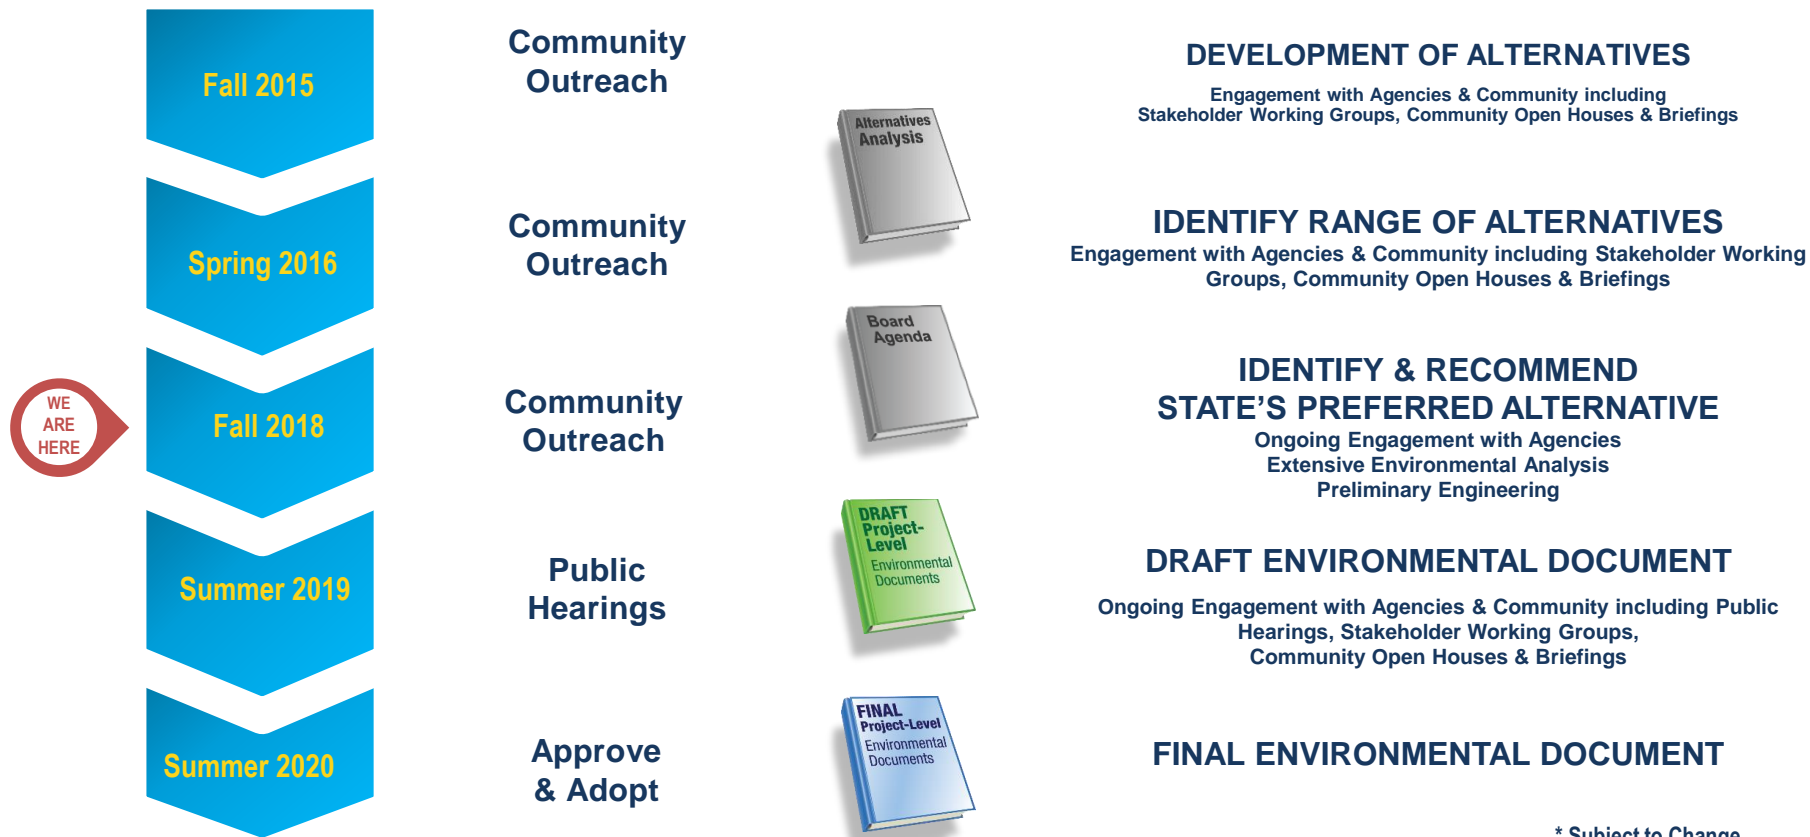 Fall 2015
Community
Outreach
Alternatives
Analysis
DEVELOPMENT OF ALTERNATIVES
Engagement with Agencies & Community including
Stakeholder Working Groups, Community Open Houses & Briefings
Spring 2016
Community
Outreach
IDENTIFY RANGE OF ALTERNATIVES
Engagement with Agencies & Community including Stakeholder Working
Groups, Community Open Houses & Briefings
WE
ARE
HERE
Fall 2018
Community
Outreach
Board
Agenda
IDENTIFY & RECOMMEND
STATE’S PREFERRED ALTERNATIVE
Ongoing Engagement with Agencies
Extensive Environmental Analysis
Preliminary Engineering
Summer 2019
Public
Hearings
DRAFT
Project-
Level
Environmental
Documents
DRAFT ENVIRONMENTAL DOCUMENT
Ongoing Engagement with Agencies & Community including Public
Hearings, Stakeholder Working Groups,
Community Open Houses & Briefings
Summer 2020
Approve
& Adopt
FINAL
Project-Level
Environmental
Documents
FINAL ENVIRONMENTAL DOCUMENT
* Subject to Change